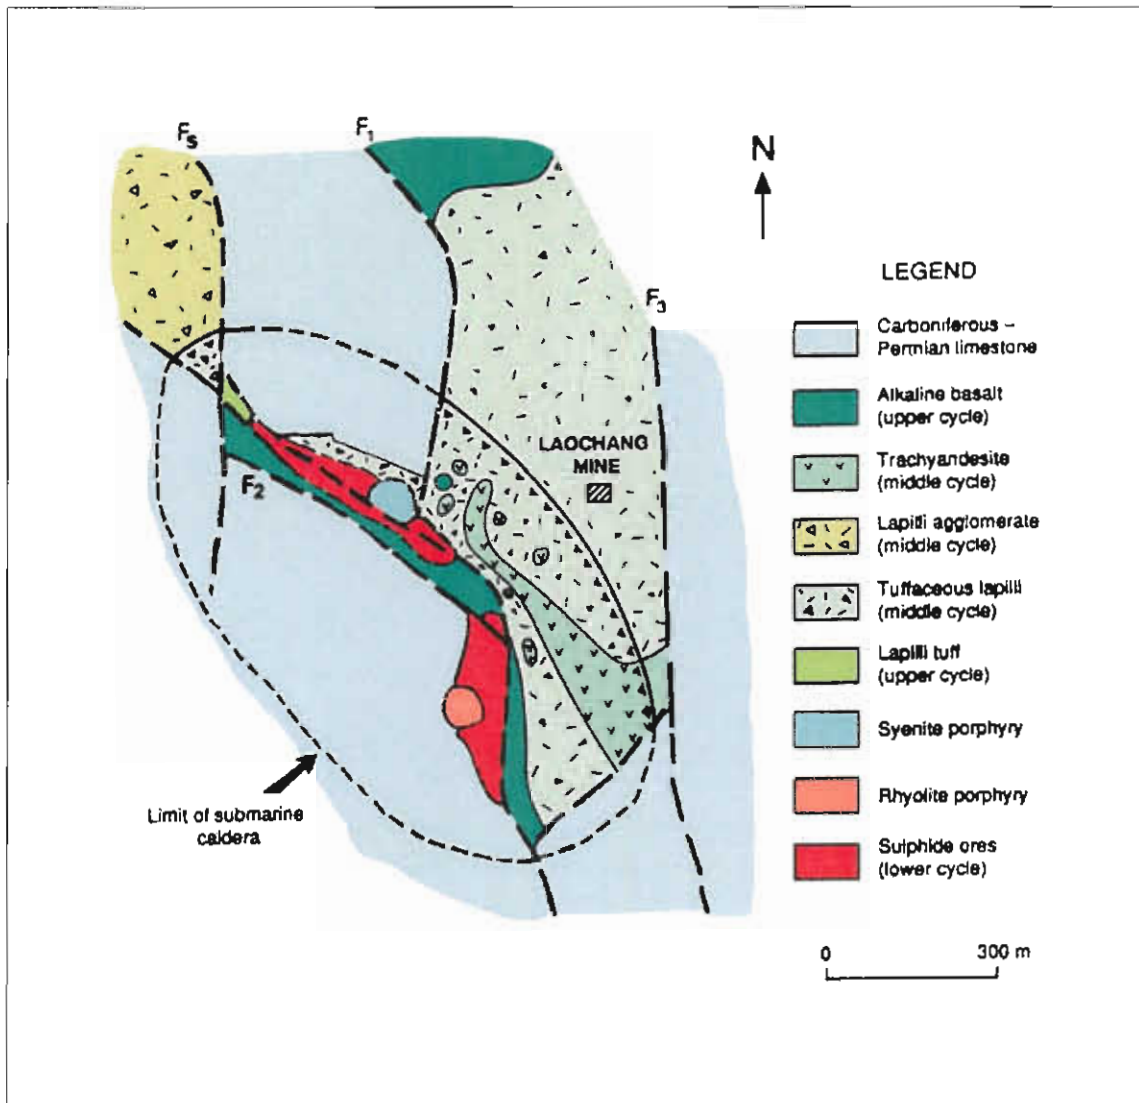 F5
F1
N
F3
LAOCHANG
MINE
F2
Limit of submarine
caldera
LEGEND
Carboniferous –
Permian limestone
Alkaline basalt
(upper cycle)
Trachyandesite
(middle cycle)
Lapilli agglomerate
(middle cycle)
Tuffaceous lapilli
(middle cycle)
Lapilli tuff
(upper cycle)
Syenite porphyry
Rhyolite porphyry
Sulphide ores
(lower cycle)
0 300 m